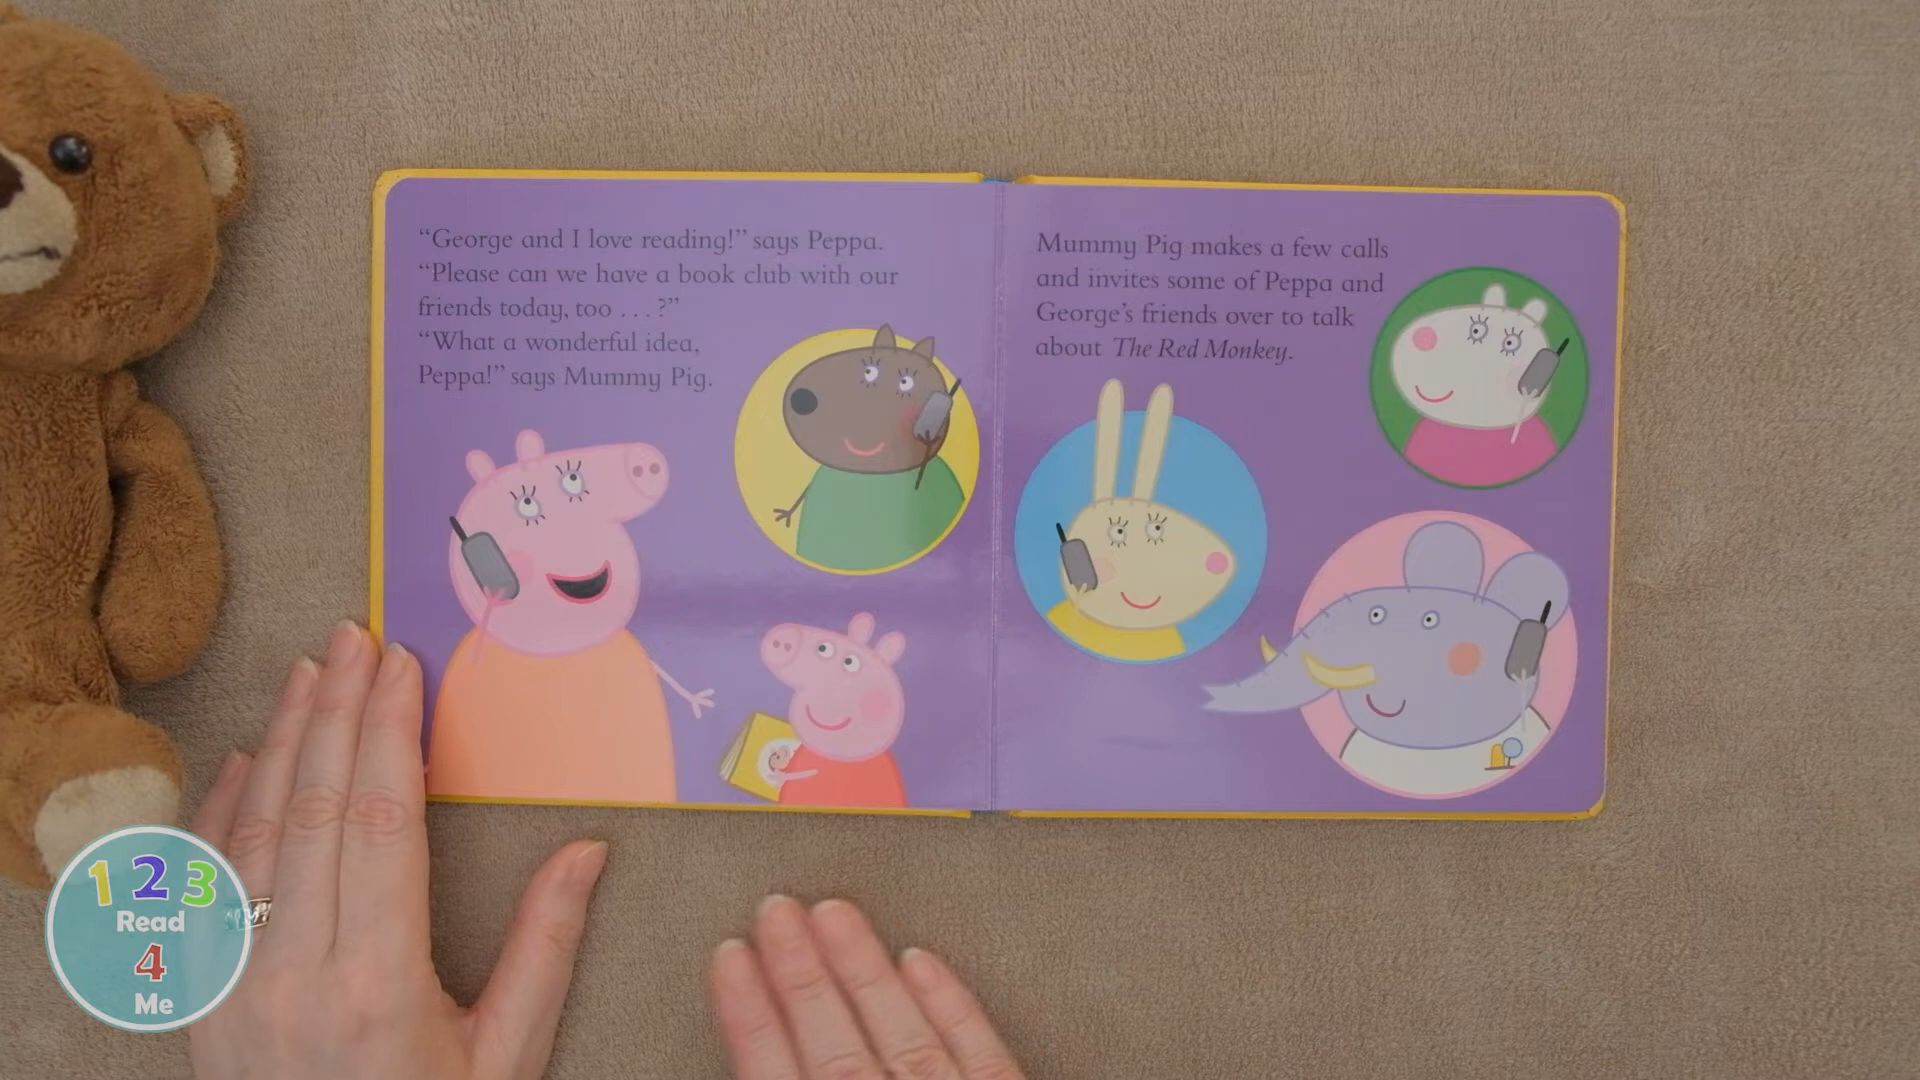 “George and I love reading!” says Peppa.
“Please can we have a book club with our
friends today, too . . . ?”
“What a wonderful idea,
Peppa!” says Mummy Pig.
Mummy Pig makes a few calls
and invites some of Peppa and
George’s friends over to talk
about The Red Monkey.
1 2 3
Read
4
Me